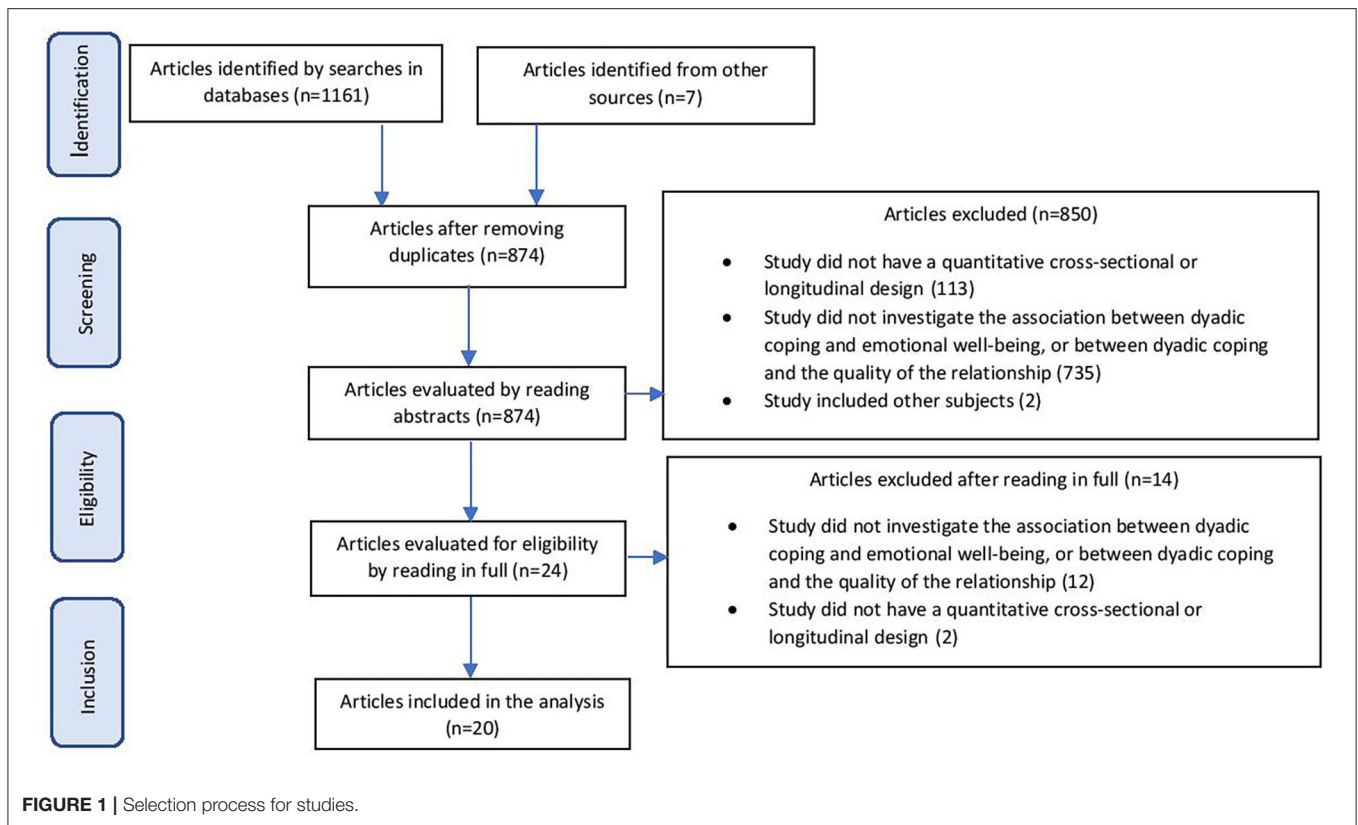 Identification
Articles identified by searches in
databases (n=1161)
Articles identified from other
sources (n=7)
Screening
Articles after removing
duplicates (n=874)
Articles evaluated by reading
abstracts (n=874)
Articles excluded (n=850)
● Study did not have a quantitative cross-sectional or
longitudinal design (113)
● Study did not investigate the association between dyadic
coping and emotional well-being, or between dyadic coping
and the quality of the relationship (735)
● Study included other subjects (2)
Eligibility
Articles evaluated for eligibility
by reading in full (n=24)
Articles excluded after reading in full (n=14)
● Study did not investigate the association between dyadic
coping and emotional well-being, or between dyadic coping
and the quality of the relationship (12)
● Study did not have a quantitative cross-sectional or
longitudinal design (2)
Inclusion
Articles included in the analysis
(n=20)
FIGURE 1 | Selection process for studies.